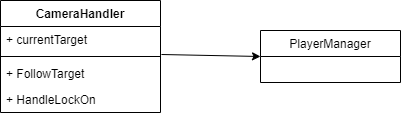 CameraHandler
+ currentTarget
+ FollowTarget
+ HandleLockOn
PlayerManager